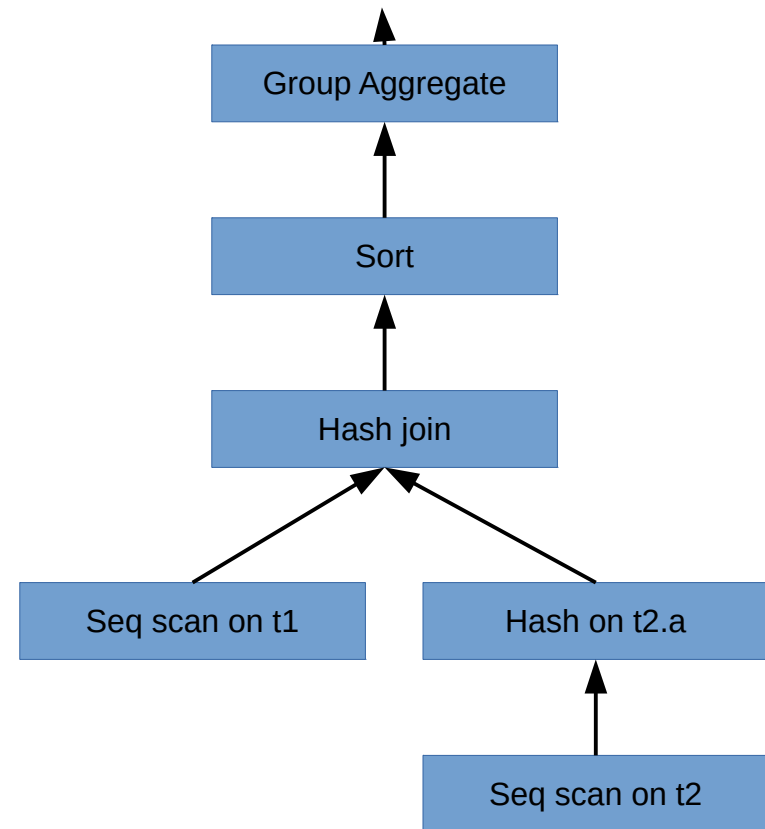 Group Aggregate
Sort
Hash join
Seq scan on t1
Hash on t2.a
Seq scan on t2